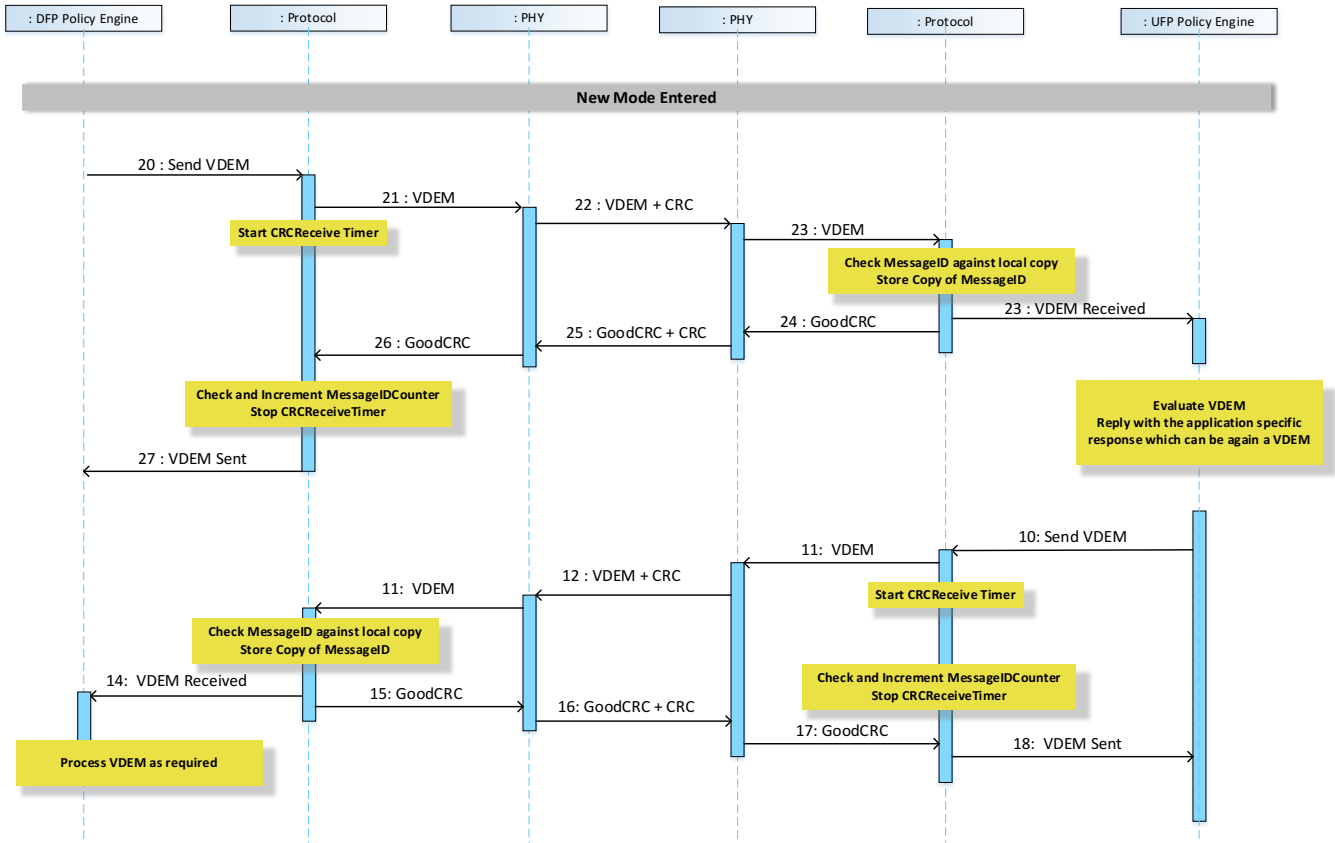 : DFP Policy Engine
: Protocol
: PHY
: PHY
: Protocol
: UFP Policy Engine
New Mode Entered
20 : Send VDEM
21 : VDEM
22 : VDEM + CRC
Start CRCReceive Timer
23 : VDEM
Check MessageID against local copy
Store Copy of MessageID
23 : VDEM Received
24 : GoodCRC
25 : GoodCRC + CRC
26 : GoodCRC
Check and Increment MessageIDCounter
Stop CRCReceiveTimer
Evaluate VDEM
Reply with the application specific
response which can be again a VDEM
27 : VDEM Sent
10: Send VDEM
11: VDEM
12 : VDEM + CRC
11: VDEM
Start CRCReceive Timer
Check MessageID against local copy
Store Copy of MessageID
14: VDEM Received
15: GoodCRC
16: GoodCRC + CRC
Check and Increment MessageIDCounter
Stop CRCReceiveTimer
17: GoodCRC
18: VDEM Sent
Process VDEM as required